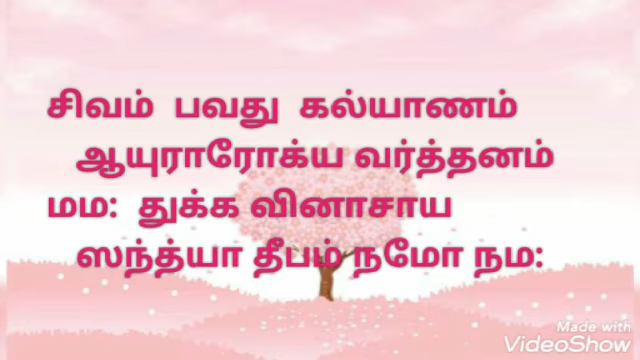 சிவம் பவது கல்யாணம்
ஆயுராரோக்ய வர்த்தனம்
மம: துக்க வினாசாய
ஸந்த்யா தீபம் நமோ நம:
Made with
VideoShow